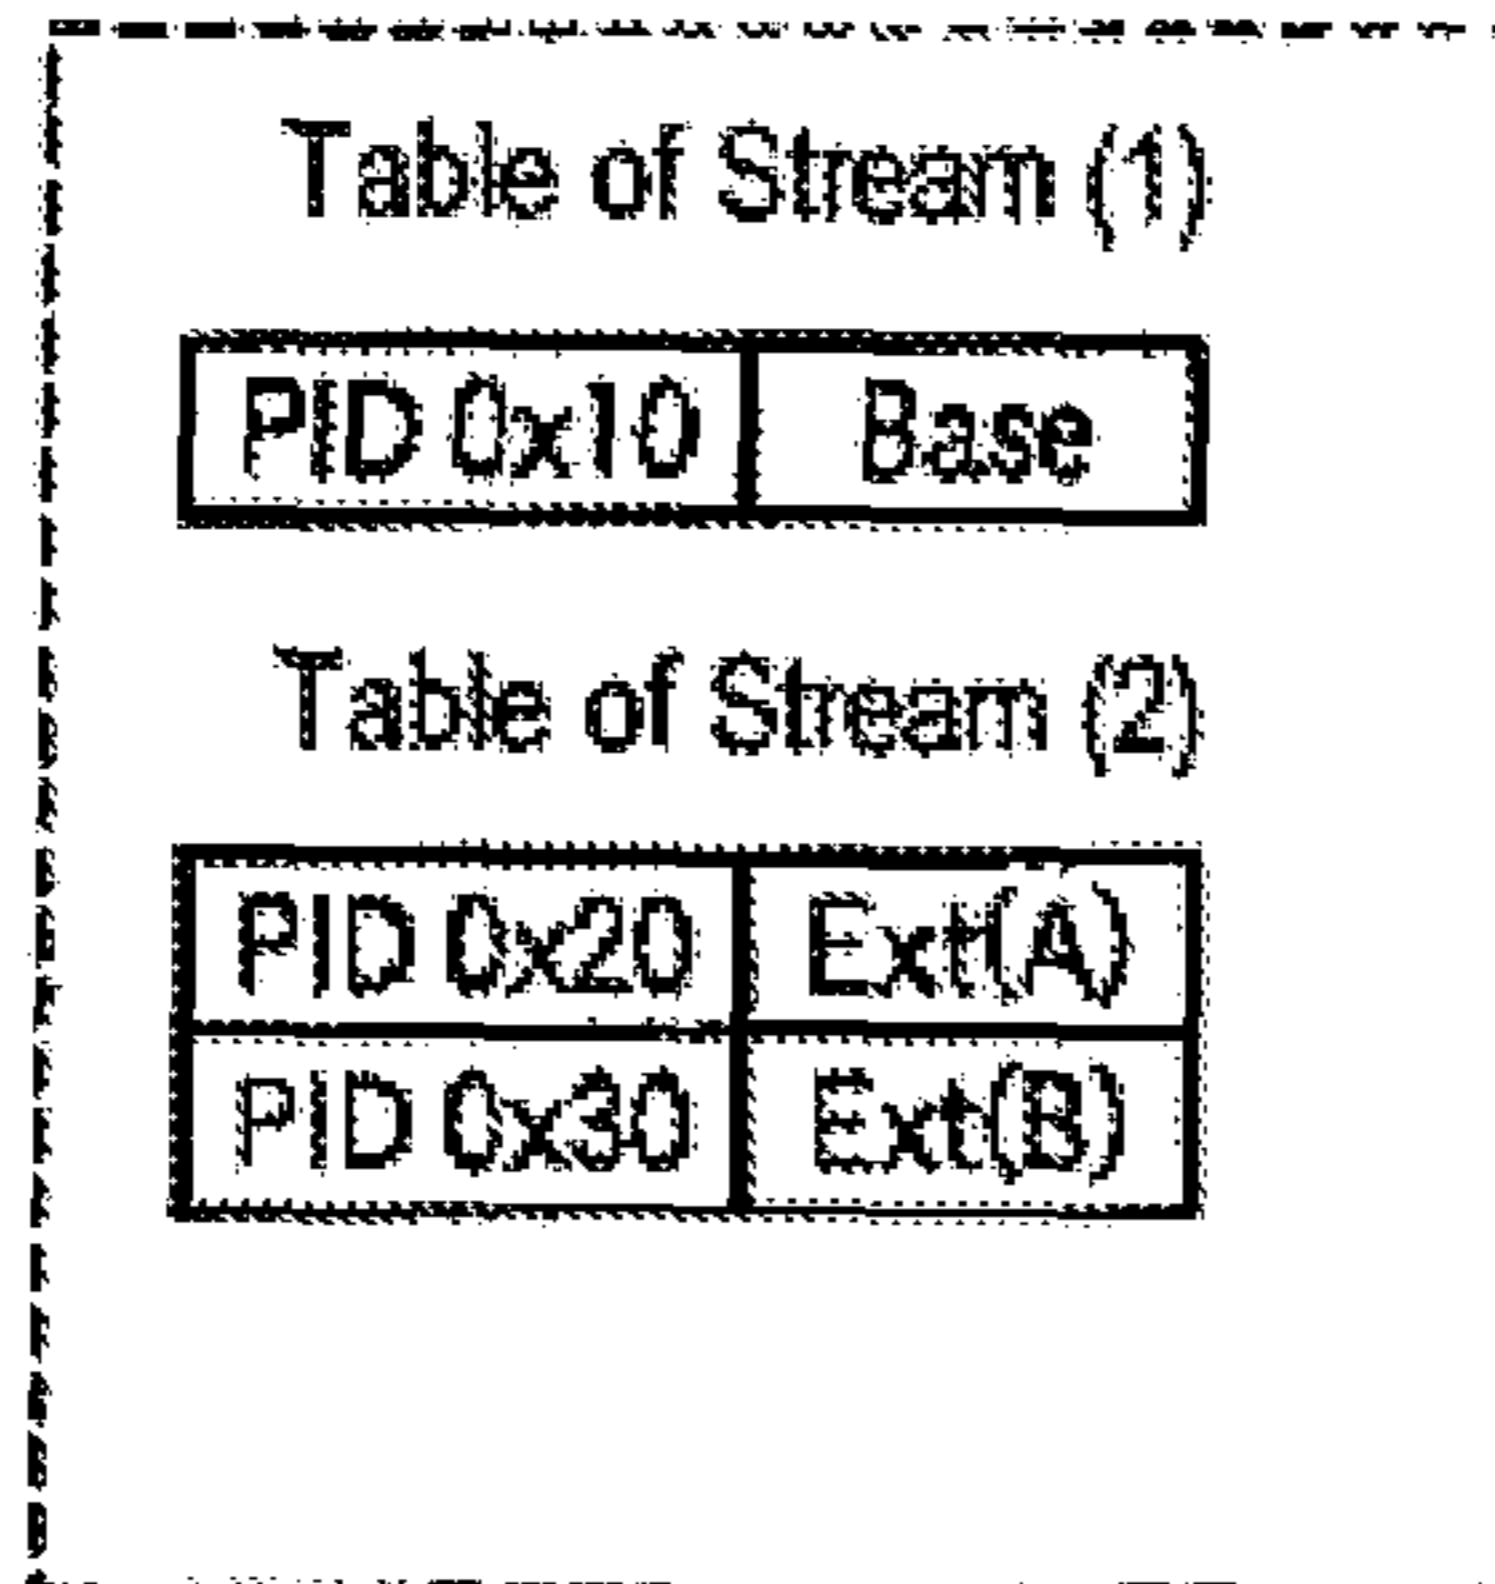 Table of Stream (1)
PID 0x10 Base
Table of Stream (2)
PID 0x20 Ext(A)
PID 0x30 Ext(B)